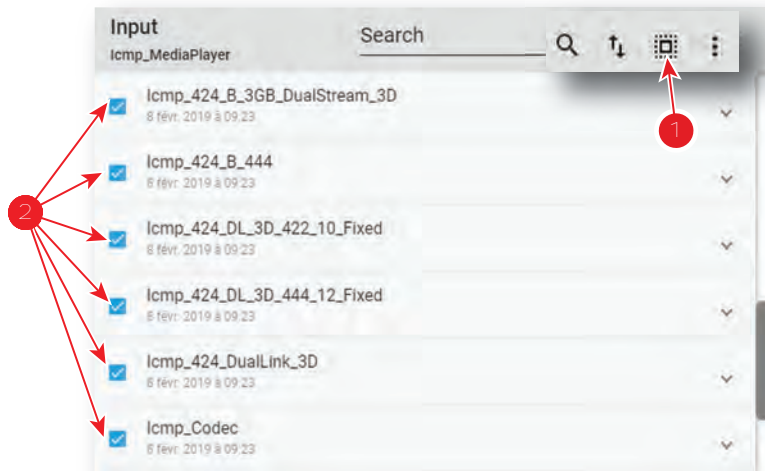 Input
Icmp_MediaPlayer
Search
1
2
Icmp_424_B_3GB_DualStream_3D
8 févr. 2019 à 09:23
Icmp_424_B_444
8 févr. 2019 à 09:23
Icmp_424_DL_3D_422_10_Fixed
8 févr. 2019 à 09:23
Icmp_424_DL_3D_444_12_Fixed
8 févr. 2019 à 09:23
Icmp_424_DualLink_3D
8 févr. 2019 à 09:23
Icmp_Codec
8 févr. 2019 à 09:23